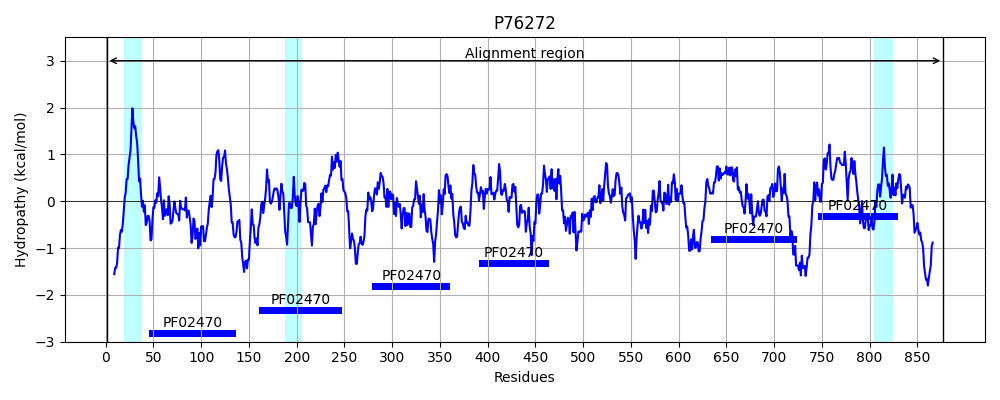 P76272
Alignment region
3
2
1
0
−1
−2
−3
Hydropathy (kcal/mol)
PF02470
PF02470
PF02470
PF02470
PF02470
PF02470
0 50 100 150 200 250 300 350 400 450 500 550 600 650 700 750 800 850
Residues